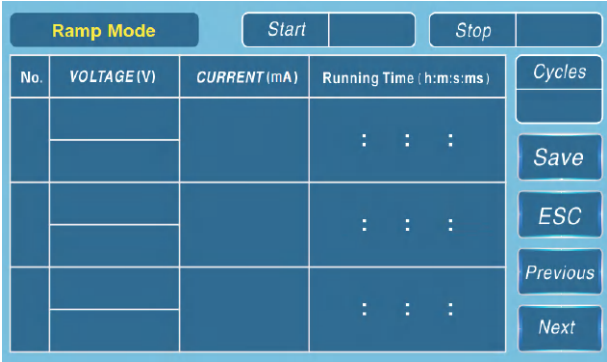 Ramp Mode Start Stop
No. VOLTAGE(V) CURRENT(mA) Running Time (h:m:s:ms) Cycles
: : :
Save
: : :
ESC
Previous
: : :
Next